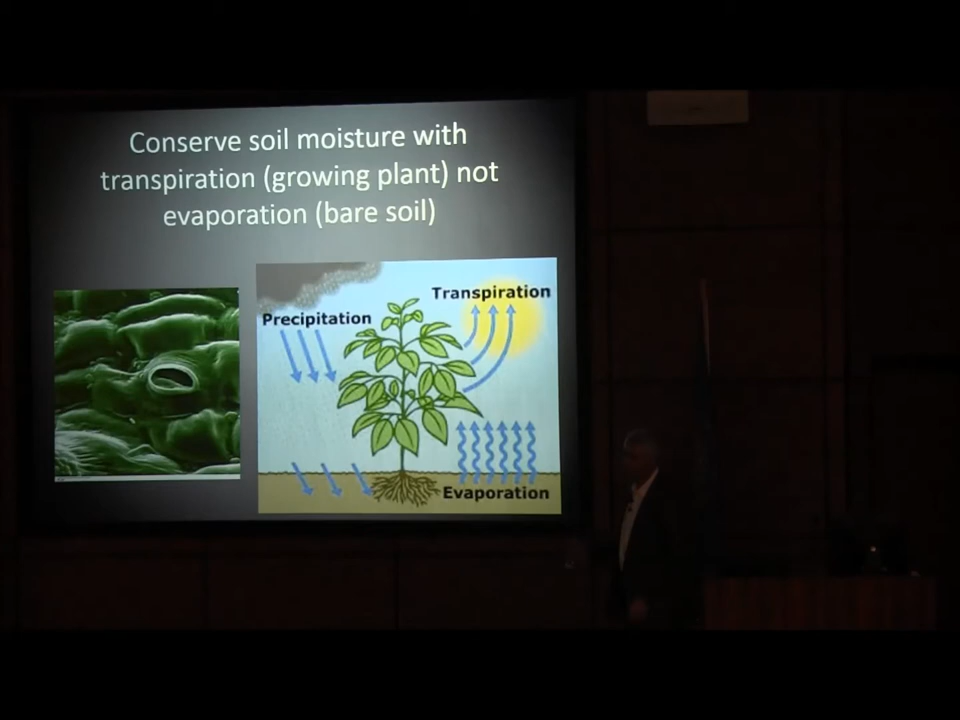 Conserve soil moisture with
transpiration (growing plant) not
evaporation (bare soil)
Transpiration
Precipitation
Evaporation